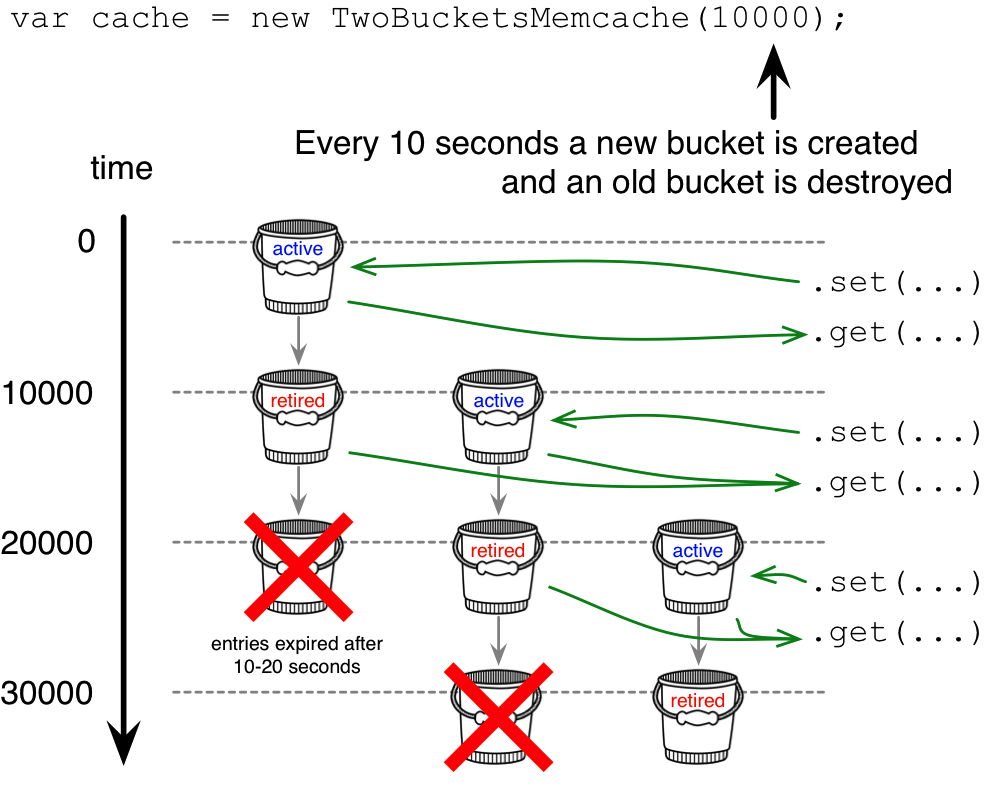 var cache = new TwoBucketsMemcache(10000);
Every 10 seconds a new bucket is created
and an old bucket is destroyed
time
0
active
.set(...)
.get(...)
10000
retired
active
.set(...)
.get(...)
20000
retired
active
.set(...)
.get(...)
entries expired after
10-20 seconds
30000
retired